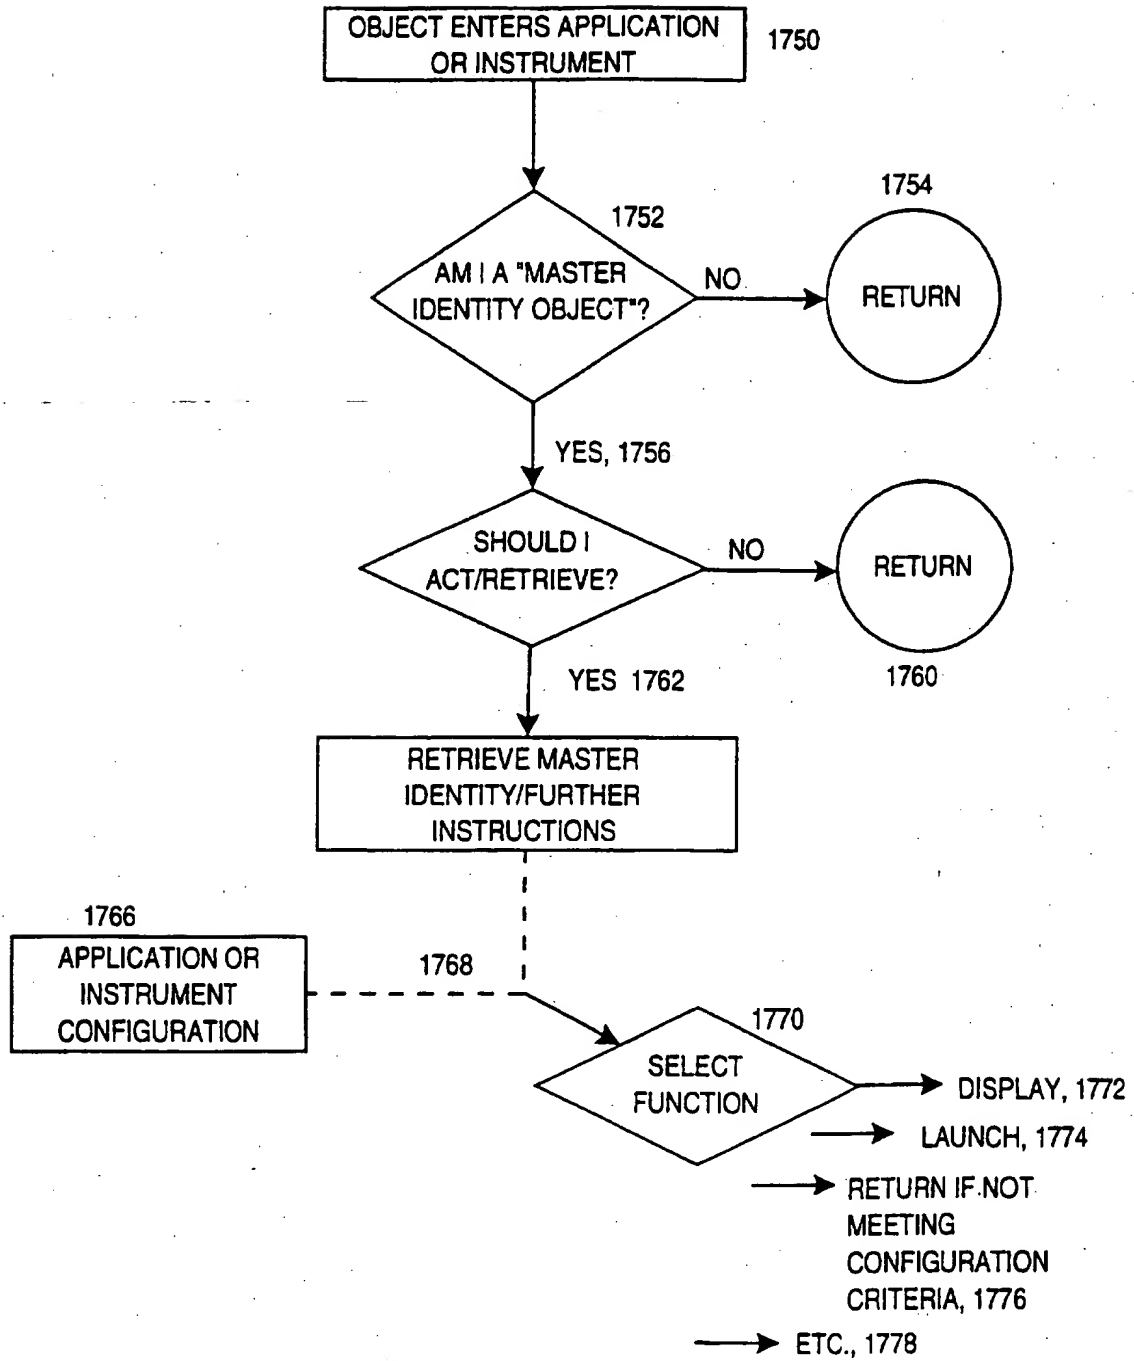 OBJECT ENTERS APPLICATION
OR INSTRUMENT
1750
1752
AM I A "MASTER
IDENTITY OBJECT"?
NO
1754
RETURN
YES, 1756
SHOULD I
ACT/RETRIEVE?
NO
RETURN
1760
YES 1762
RETRIEVE MASTER
IDENTITY/FURTHER
INSTRUCTIONS
1766
APPLICATION OR
INSTRUMENT
CONFIGURATION
1768
1770
SELECT
FUNCTION
DISPLAY, 1772
LAUNCH, 1774
RETURN IF NOT
MEETING
CONFIGURATION
CRITERIA, 1776
ETC., 1778